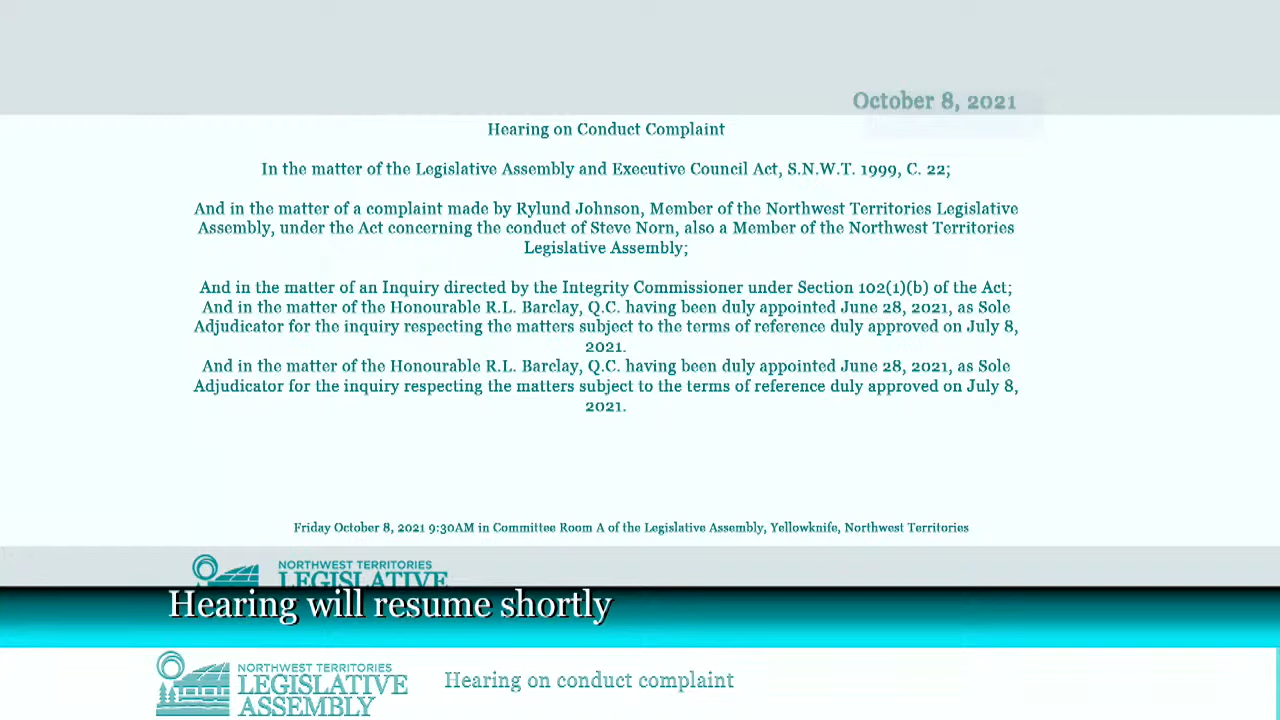 October 8, 2021
Hearing on Conduct Complaint
In the matter of the Legislative Assembly and Executive Council Act, S.N.W.T. 1999, C. 22;
And in the matter of a complaint made by Rylund Johnson, Member of the Northwest Territories Legislative
Assembly, under the Act concerning the conduct of Steve Norn, also a Member of the Northwest Territories
Legislative Assembly;
And in the matter of an Inquiry directed by the Integrity Commissioner under Section 102(1)(b) of the Act;
And in the matter of the Honourable R.L. Barclay, Q.C. having been duly appointed June 28, 2021, as Sole
Adjudicator for the inquiry respecting the matters subject to the terms of reference duly approved on July 8,
2021.
And in the matter of the Honourable R.L. Barclay, Q.C. having been duly appointed June 28, 2021, as Sole
Adjudicator for the inquiry respecting the matters subject to the terms of reference duly approved on July 8,
2021.
Friday October 8, 2021 9:30AM in Committee Room A of the Legislative Assembly, Yellowknife, Northwest Territories
NORTHWEST TERRITORIES
LEGISLATIVE
Hearing will resume shortly
NORTHWEST TERRITORIES
LEGISLATIVE
ASSEMBLY
Hearing on conduct complaint